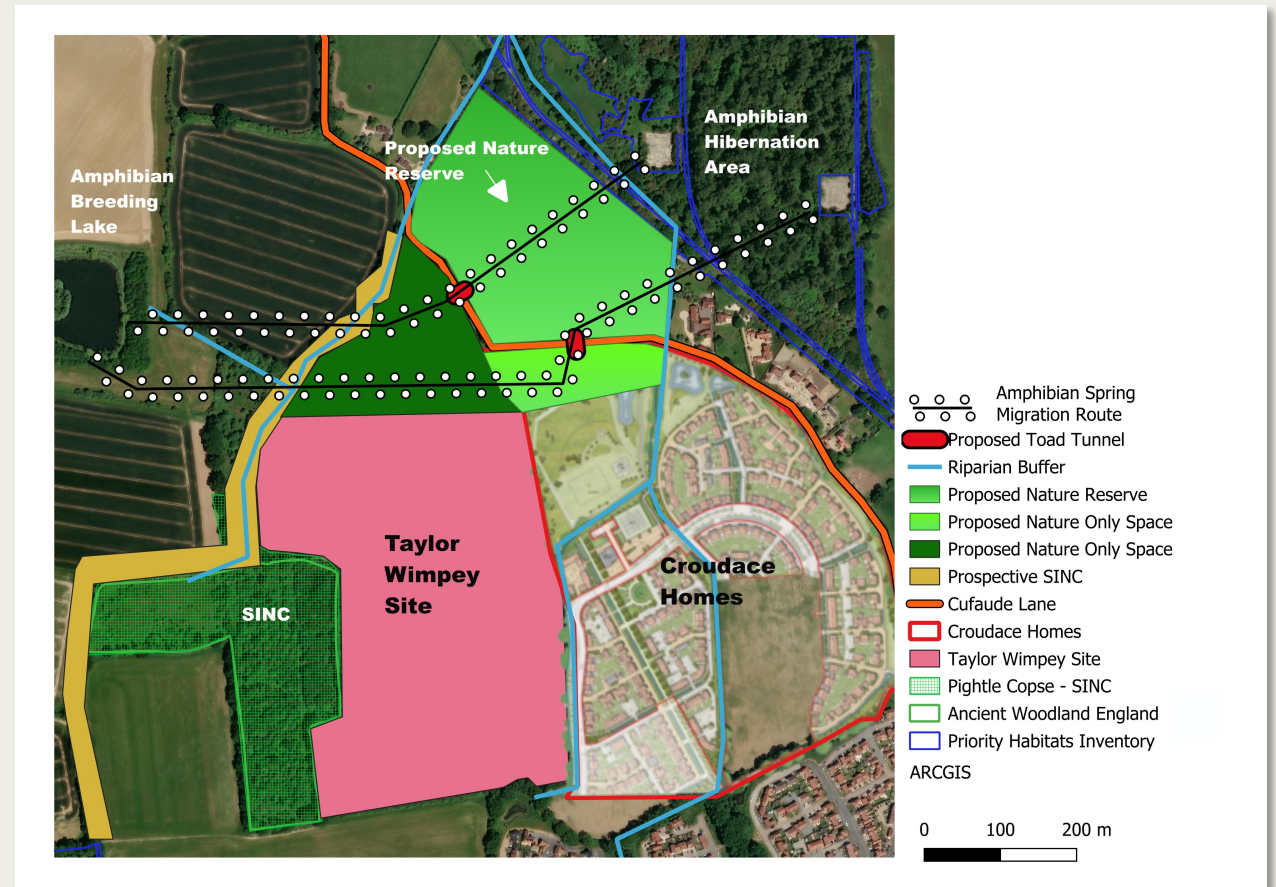 Amphibian
Hibernation
Area
Proposed Nature
Reserve
Amphibian
Breeding
Lake
Taylor
Wimpey
Site
Croudace
Homes
SINC
Amphibian Spring
Migration Route
Proposed Toad Tunnel
Riparian Buffer
Proposed Nature Reserve
Proposed Nature Only Space
Proposed Nature Only Space
Prospective SINC
Cufaude Lane
Croudace Homes
Taylor Wimpey Site
Pightle Copse - SINC
Ancient Woodland England
Priority Habitats Inventory
ARCGIS
0 100 200 m